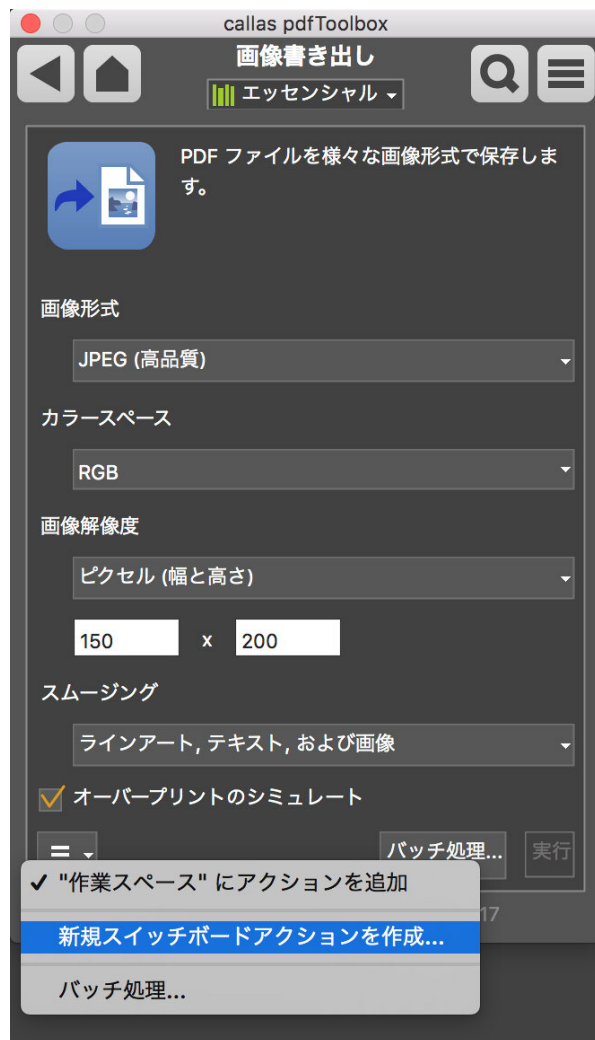 callas pdfToolbox
画像書き出し
エッセンシャル
PDF ファイルを様々な画像形式で保存しま
す。
画像形式
JPEG (高品質)
カラースペース
RGB
画像解像度
ピクセル (幅と高さ)
150 x 200
スムージング
ラインアート, テキスト, および画像
オーバープリントのシミュレート
バッチ処理... 実行
✓ "作業スペース" にアクションを追加
17
新規スイッチボードアクションを作成...
バッチ処理...